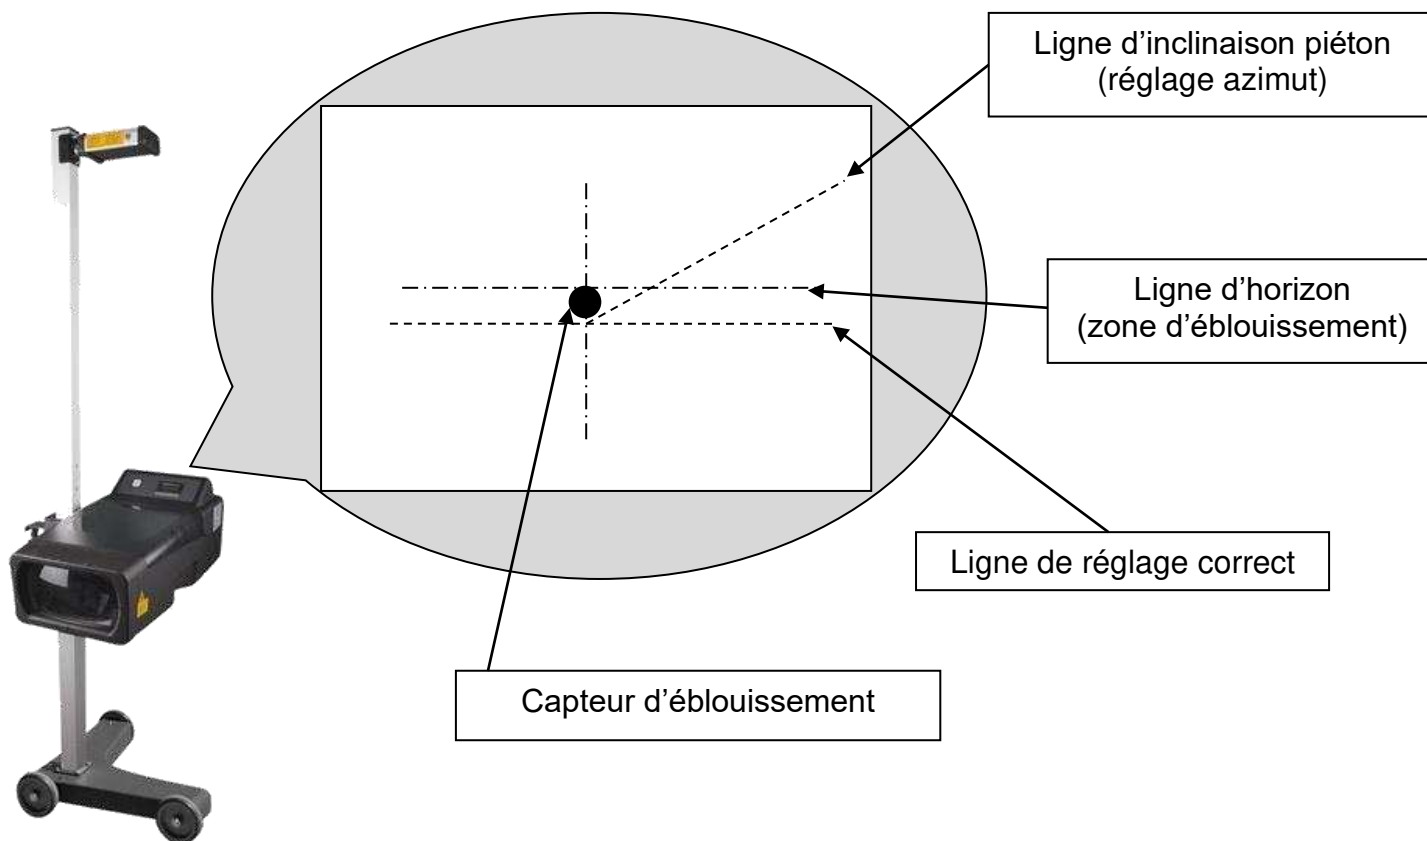 Ligne d’inclinaison piéton
(réglage azimut)
Ligne d’horizon
(zone d’éblouissement)
Ligne de réglage correct
Capteur d’éblouissement